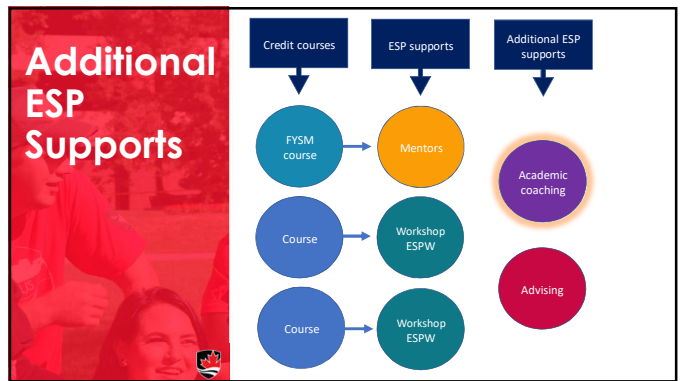 Additional
ESP
Supports
Credit courses
ESP supports
Additional ESP
supports
FYSM
course
Mentors
Academic
coaching
Course
Workshop
ESPW
Advising
Course
Workshop
ESPW